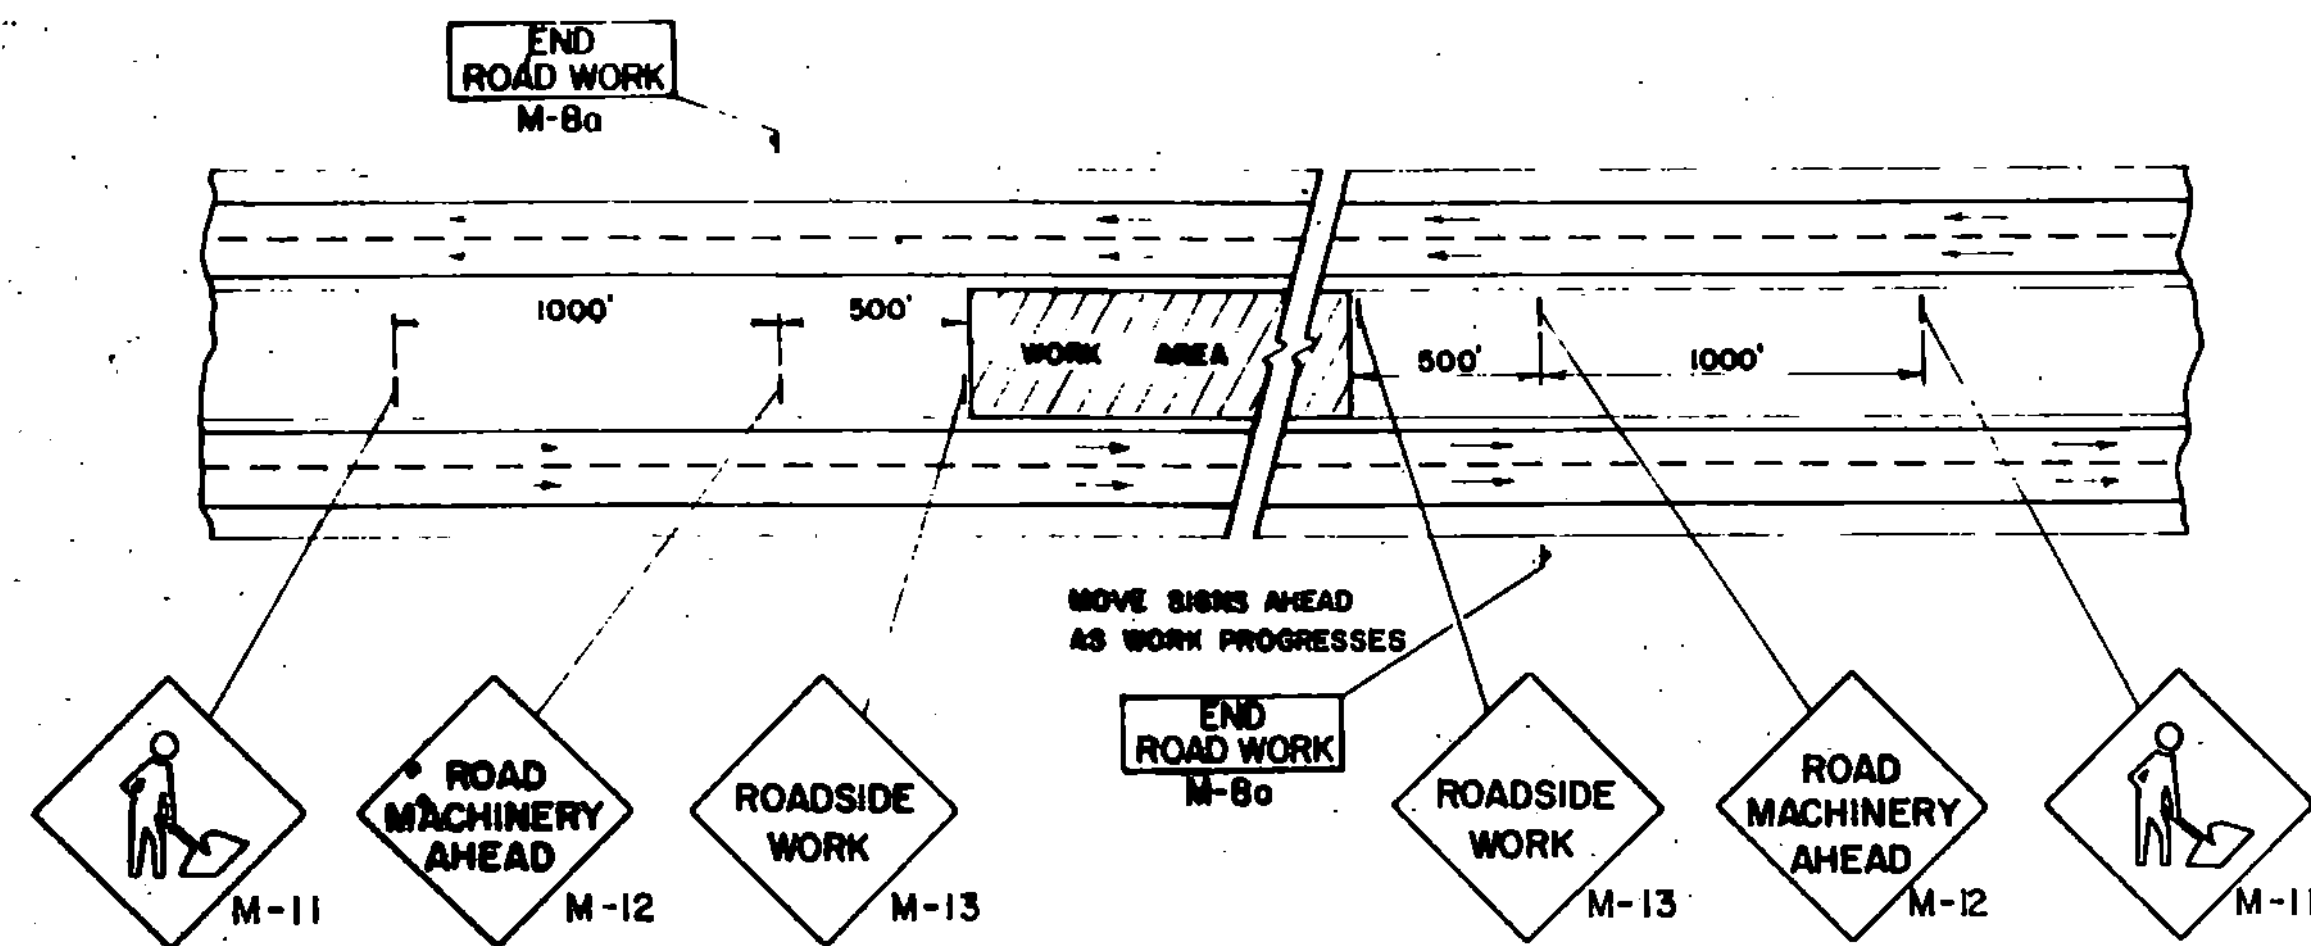 END
ROAD WORK
M-8a
1000'
500'
WORK AREA
500'
1000'
MOVE SIGNS AHEAD
AS WORK PROGRESSES
END
ROAD WORK
M-8a
M-11
ROAD
MACHINERY
AHEAD
M-12
ROADSIDE
WORK
M-13
ROADSIDE
WORK
M-13
ROAD
MACHINERY
AHEAD
M-12
M-11